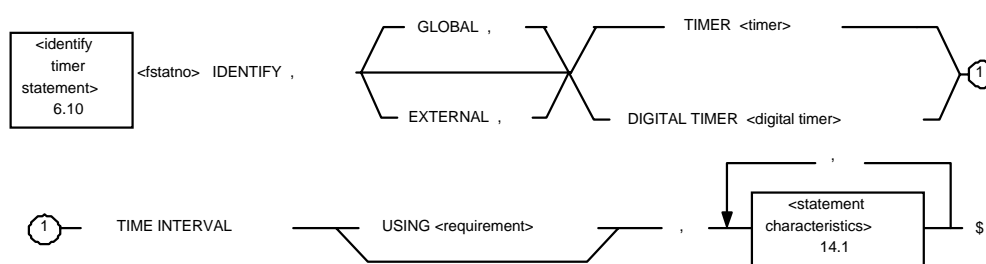 <identify
timer
statement>
6.10
<fstatno> IDENTIFY ,
GLOBAL ,
EXTERNAL ,
TIMER <timer>
DIGITAL TIMER <digital timer>
1
1
TIME INTERVAL
USING <requirement>
,
,
<statement
characteristics>
14.1
$